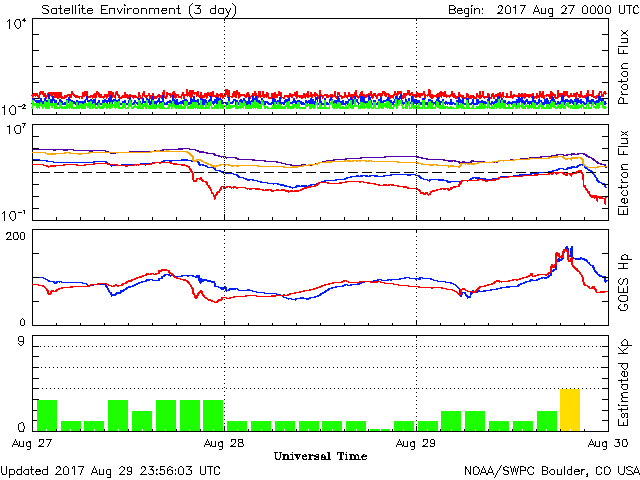 Satellite Environment (3 day) Begin: 2017 Aug 27 0000 UTC
10^4
10^-2
Proton Flux
10^7
10^-1
Electron Flux
200
0
GOES Hp
9
0
Estimated Kp
Aug 27 Aug 28 Aug 29 Aug 30
Universal Time
Updated 2017 Aug 29 23:56:03 UTC NOAA/SWPC Boulder, CO USA